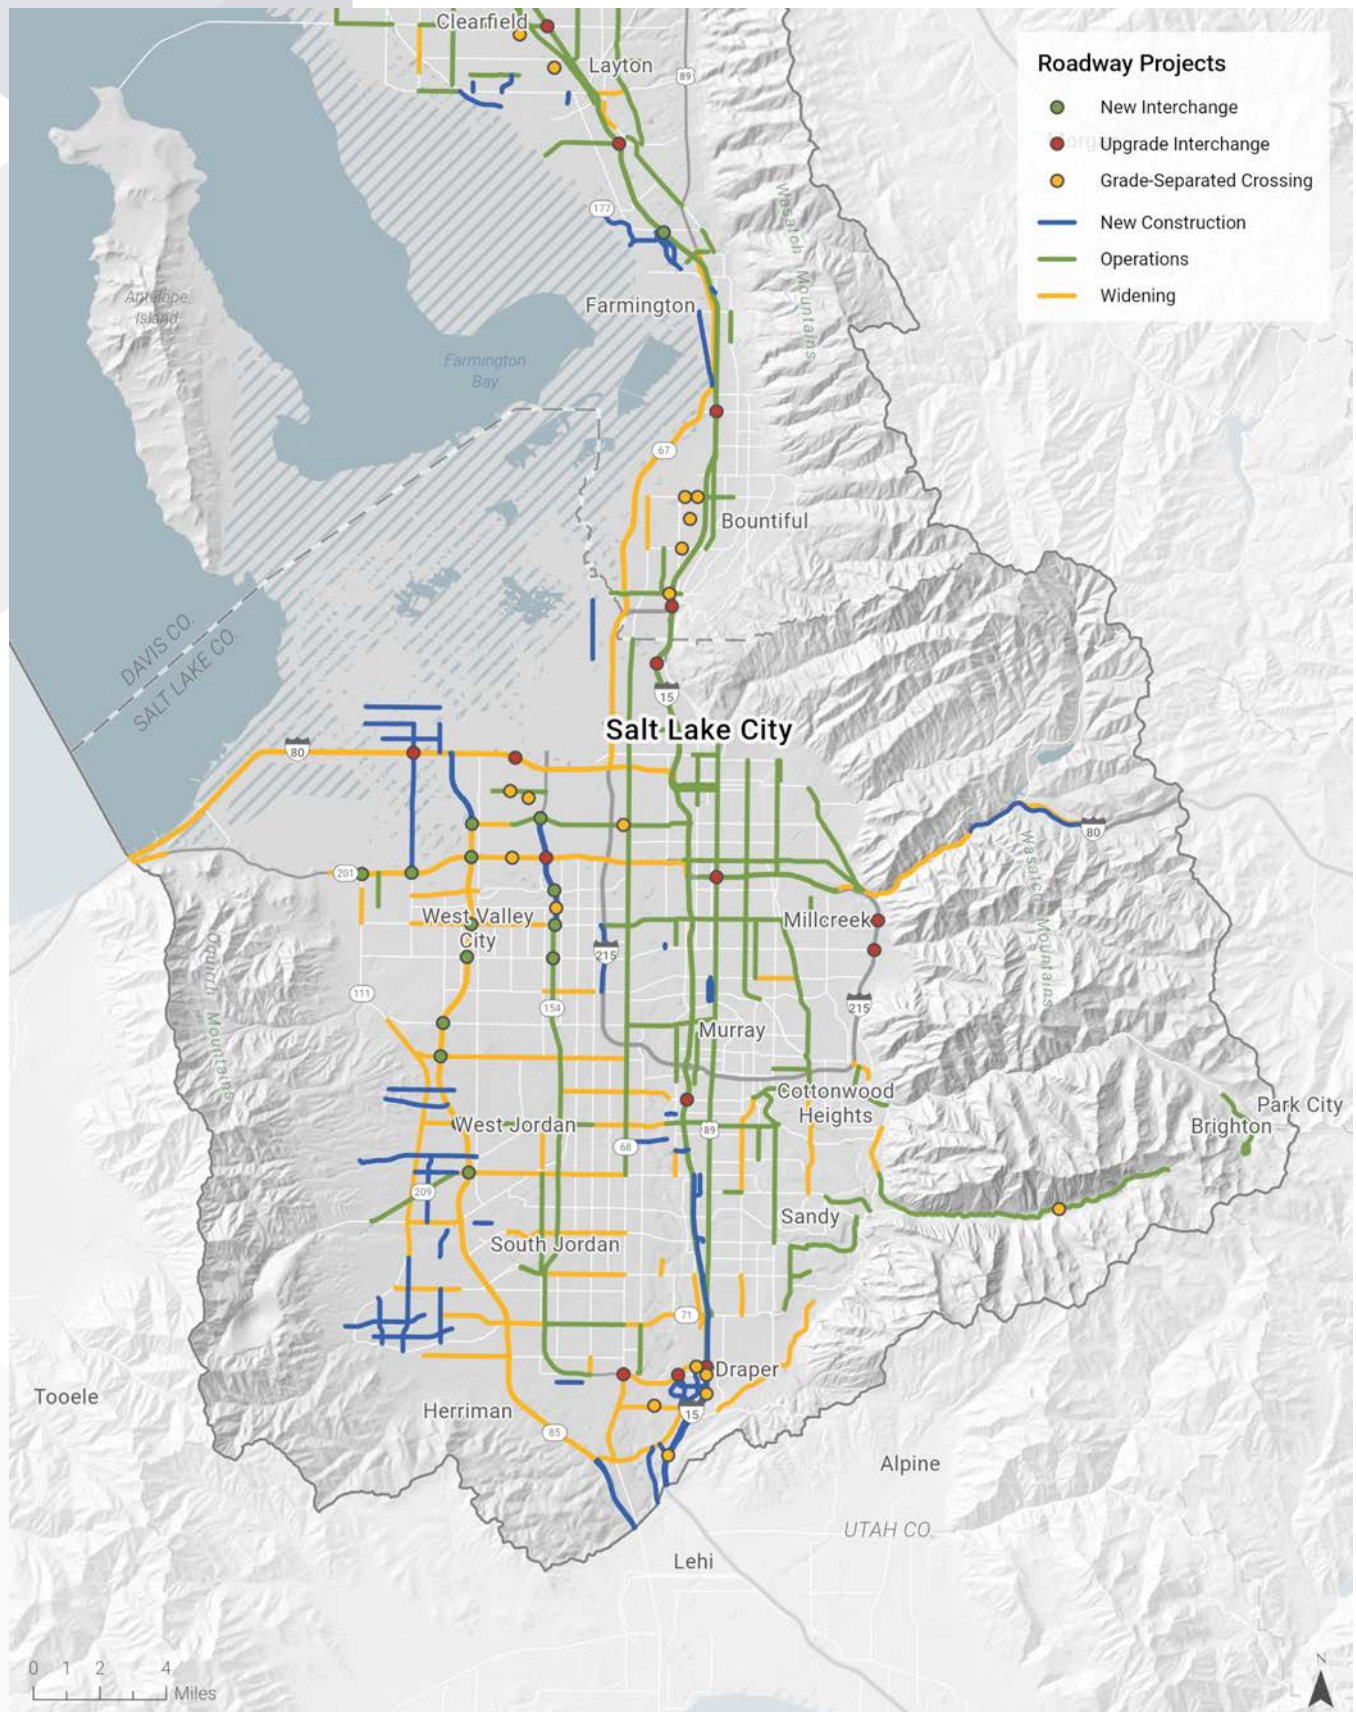 Clearfield
Layton
89
Roadway Projects
New Interchange
Upgrade Interchange
Grade-Separated Crossing
New Construction
Operations
Widening
177
Wasatch Mountains
Antelope
Island
Farmington
Farmington
Bay
67
Bountiful
DAVIS CO.
SALT LAKE CO.
15
Salt Lake City
80
80
Wasatch Mountains
201
West Valley
City
Millcreek
215
Oquirrh Mountains
111
154
215
Murray
Cottonwood
Heights
Park City
Brighton
West Jordan
68
89
209
Sandy
South Jordan
71
Draper
Tooele
Herriman
15
85
Alpine
UTAH CO.
Lehi
0 1 2 4
Miles
N